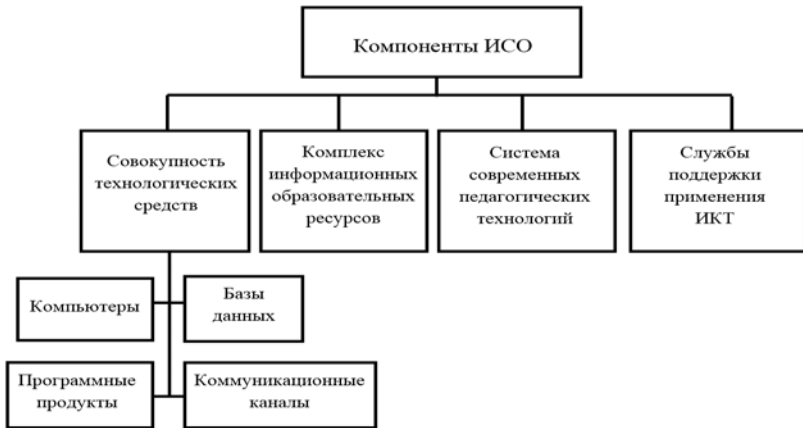 Компоненты ИСО
Совокупность
технологических
средств
Комплекс
информационных
образовательных
ресурсов
Система
современных
педагогических
технологий
Службы
поддержки
применения
ИКТ
Компьютеры
Базы
данных
Программные
продукты
Коммуникационные
каналы